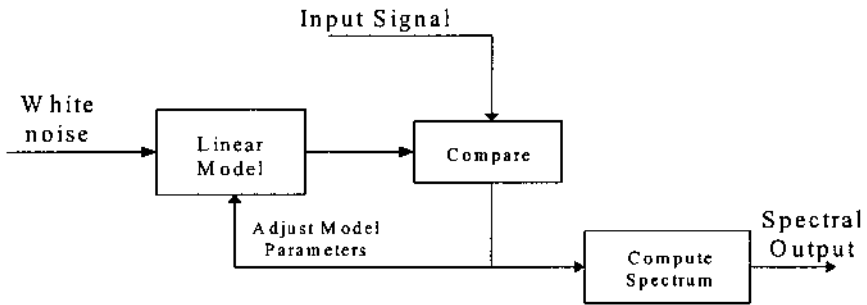 Input Signal
White
noise
Linear
Model
Compare
Adjust Model
Parameters
Spectral
Output
Compute
Spectrum